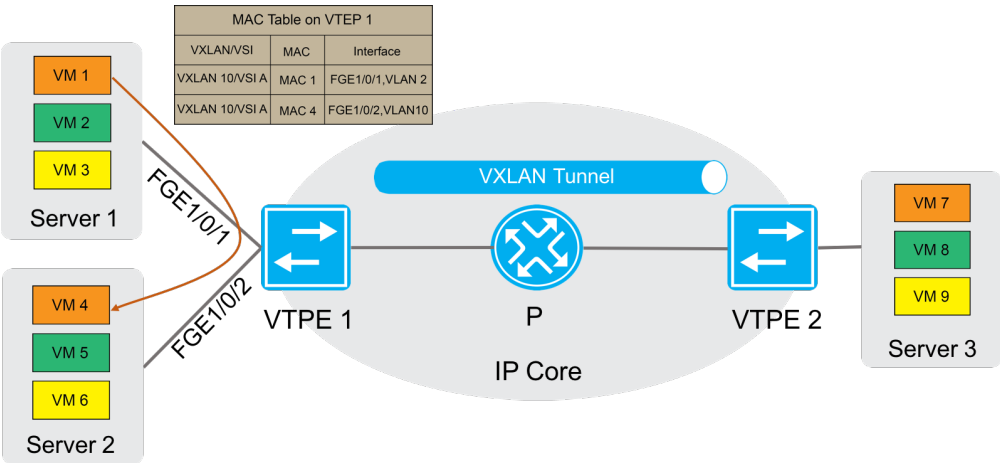 MAC Table on VTEP 1
VXLAN/VSI MAC Interface
VXLAN 10/VSI A MAC 1 FGE1/0/1,VLAN 2
VXLAN 10/VSI A MAC 4 FGE1/0/2,VLAN10
VM 1
VM 2
VM 3
Server 1
FGE1/0/1
VM 4
VM 5
VM 6
Server 2
FGE1/0/2
VTPE 1
VXLAN Tunnel
P
IP Core
VTPE 2
VM 7
VM 8
VM 9
Server 3